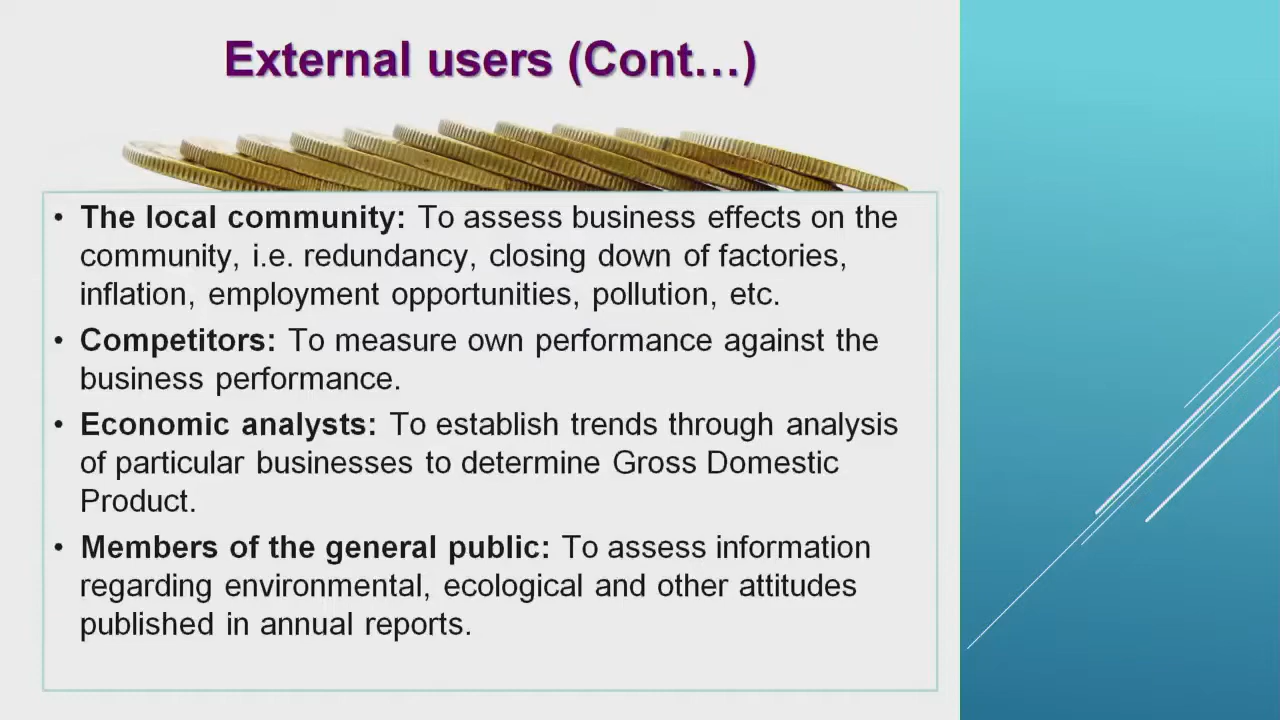 External users (Cont…)
• The local community: To assess business effects on the
community, i.e. redundancy, closing down of factories,
inflation, employment opportunities, pollution, etc.
• Competitors: To measure own performance against the
business performance.
• Economic analysts: To establish trends through analysis
of particular businesses to determine Gross Domestic
Product.
• Members of the general public: To assess information
regarding environmental, ecological and other attitudes
published in annual reports.